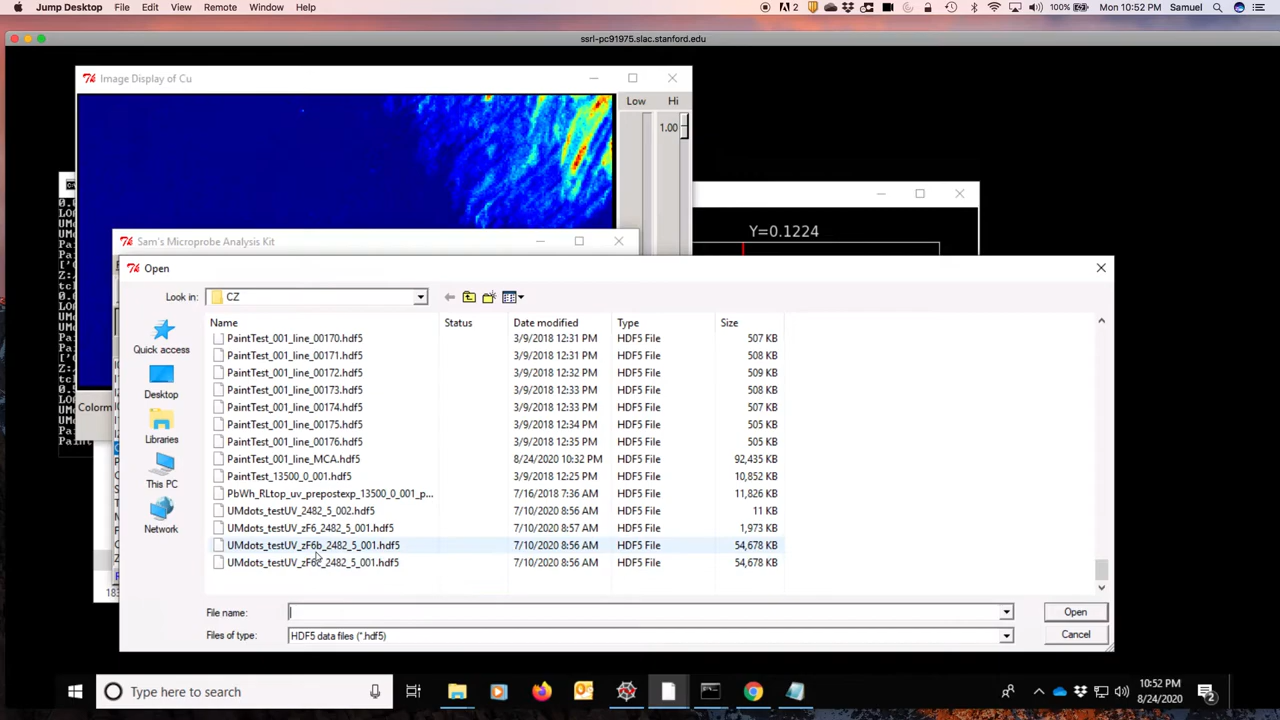 Jump Desktop File Edit View Remote Window Help 2 100% Mon 10:52 PM Samuel
ssrl-pc91975.slac.stanford.edu
Image Display of Cu
Low Hi
1.00
Y=0.1224
Sam's Microprobe Analysis Kit
Open
Look in: CZ
Name Status Date modified Type Size
PaintTest_001_line_00170.hdf5 3/9/2018 12:31 PM HDF5 File 507 KB
PaintTest_001_line_00171.hdf5 3/9/2018 12:31 PM HDF5 File 508 KB
PaintTest_001_line_00172.hdf5 3/9/2018 12:32 PM HDF5 File 509 KB
PaintTest_001_line_00173.hdf5 3/9/2018 12:33 PM HDF5 File 508 KB
PaintTest_001_line_00174.hdf5 3/9/2018 12:33 PM HDF5 File 507 KB
PaintTest_001_line_00175.hdf5 3/9/2018 12:34 PM HDF5 File 505 KB
PaintTest_001_line_00176.hdf5 3/9/2018 12:35 PM HDF5 File 505 KB
PaintTest_001_line_MCA.hdf5 8/24/2020 10:32 PM HDF5 File 92,435 KB
PaintTest_13500_0_001.hdf5 3/9/2018 12:25 PM HDF5 File 10,852 KB
PbWh_RLtop_uv_prepostexp_13500_0_001_p... 7/16/2018 7:36 AM HDF5 File 11,826 KB
UMdots_testUV_2482_5_002.hdf5 7/10/2020 8:56 AM HDF5 File 11 KB
UMdots_testUV_zF6_2482_5_001.hdf5 7/10/2020 8:57 AM HDF5 File 1,973 KB
UMdots_testUV_zF6b_2482_5_001.hdf5 7/10/2020 8:56 AM HDF5 File 54,678 KB
UMdots_testUV_zF6c_2482_5_001.hdf5 7/10/2020 8:56 AM HDF5 File 54,678 KB
Quick access
Desktop
Libraries
This PC
Network
Colorm
File name:
Open
Files of type: HDF5 data files (*.hdf5)
Cancel
Type here to search
10:52 PM
8/24/2020
2